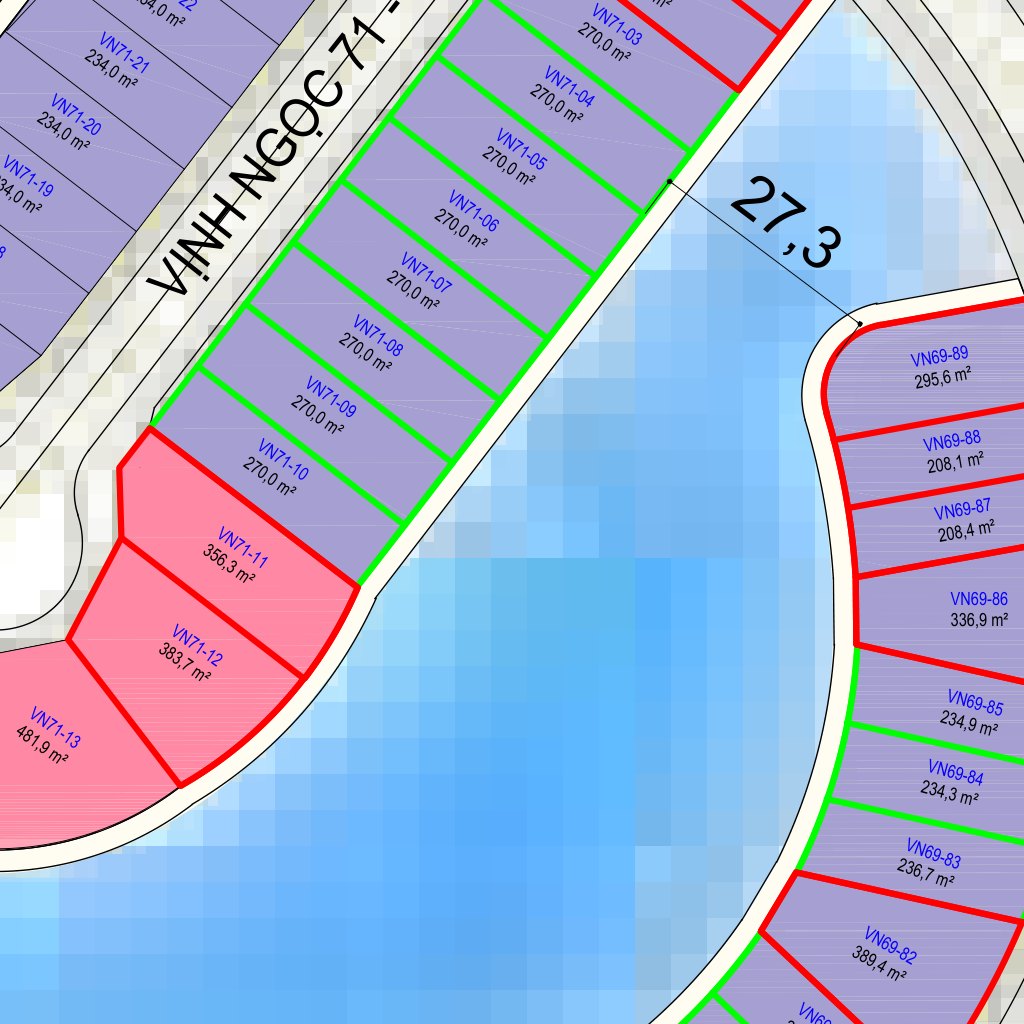 VN71-21
234,0 m²
VN71-20
234,0 m²
VN71-19
VỊNH NGỌC 71 -
VN71-03
270,0 m²
VN71-04
270,0 m²
VN71-05
270,0 m²
VN71-06
270,0 m²
VN71-07
270,0 m²
VN71-08
270,0 m²
VN71-09
270,0 m²
VN71-10
270,0 m²
VN71-11
356,3 m²
VN71-12
383,7 m²
VN71-13
481,9 m²
27,3
VN69-89
295,6 m²
VN69-88
208,1 m²
VN69-87
208,4 m²
VN69-86
336,9 m²
VN69-85
234,9 m²
VN69-84
234,3 m²
VN69-83
236,7 m²
VN69-82
389,4 m²